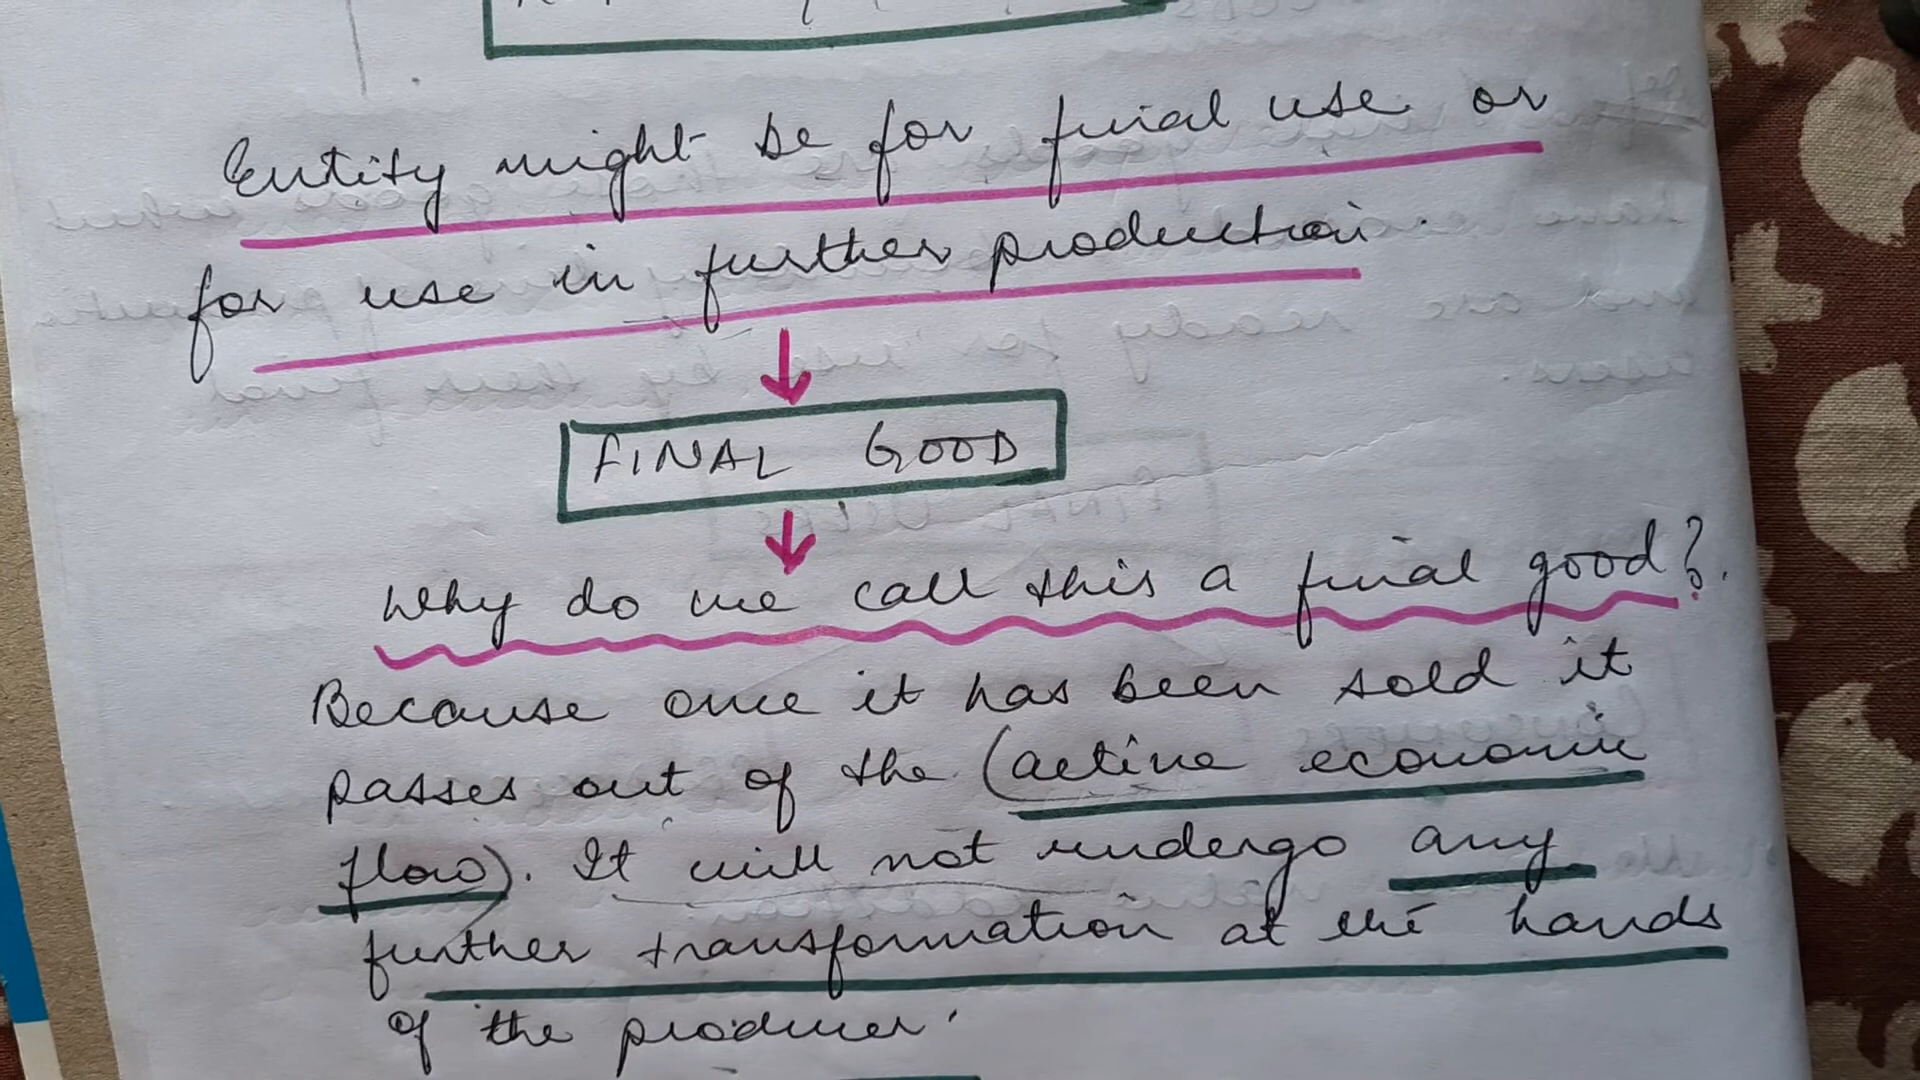 Entity might be for final use or
for use in further production.
FINAL GOOD
Why do we call this a final good?
Because once it has been sold it
passes out of the (active economic
flow). It will not undergo any
further transformation at the hands
of the producer.